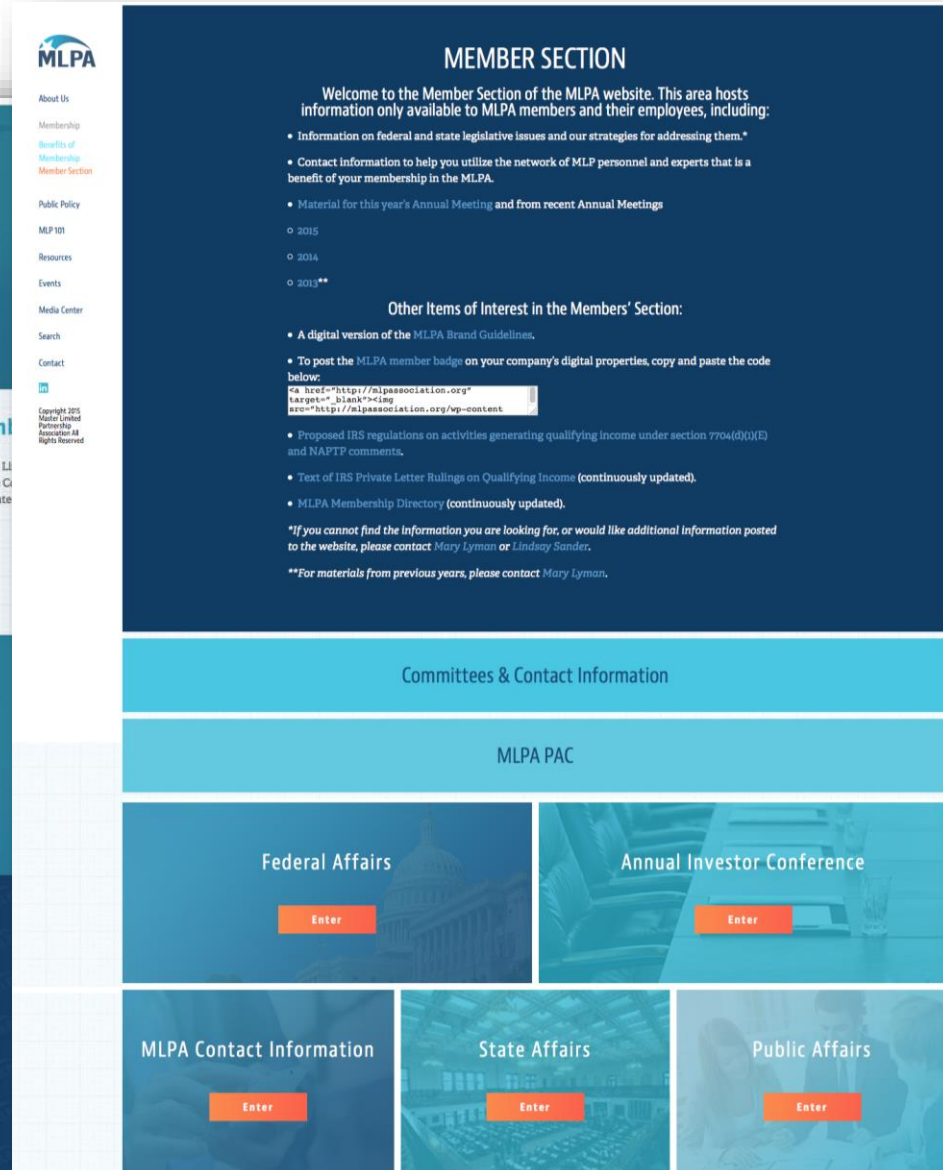 MLPA
About Us
Membership
Benefits of
Membership
Member Section
Public Policy
MLP 101
Resources
Events
Media Center
Search
Contact
in
Copyright 2015
Master Limited
Partnership
Association All
Rights Reserved
MEMBER SECTION
Welcome to the Member Section of the MLPA website. This area hosts
information only available to MLPA members and their employees, including:
• Information on federal and state legislative issues and our strategies for addressing them.*
• Contact information to help you utilize the network of MLP personnel and experts that is a
benefit of your membership in the MLPA.
• Material for this year's Annual Meeting and from recent Annual Meetings
○ 2015
○ 2014
○ 2013**
Other Items of Interest in the Members' Section:
• A digital version of the MLPA Brand Guidelines.
• To post the MLPA member badge on your company's digital properties, copy and paste the code
below:
<a href="http://mlpassociation.org"
target="_blank"><img
src="http://mlpassociation.org/wp-content
• Proposed IRS regulations on activities generating qualifying income under section 7704(d)(1)(E)
and NAPTP comments.
• Text of IRS Private Letter Rulings on Qualifying Income (continuously updated).
• MLPA Membership Directory (continuously updated).
*If you cannot find the information you are looking for, or would like additional information posted
to the website, please contact Mary Lyman or Lindsay Sander.
**For materials from previous years, please contact Mary Lyman.
Committees & Contact Information
MLPA PAC
Federal Affairs
Enter
Annual Investor Conference
Enter
MLPA Contact Information
Enter
State Affairs
Enter
Public Affairs
Enter